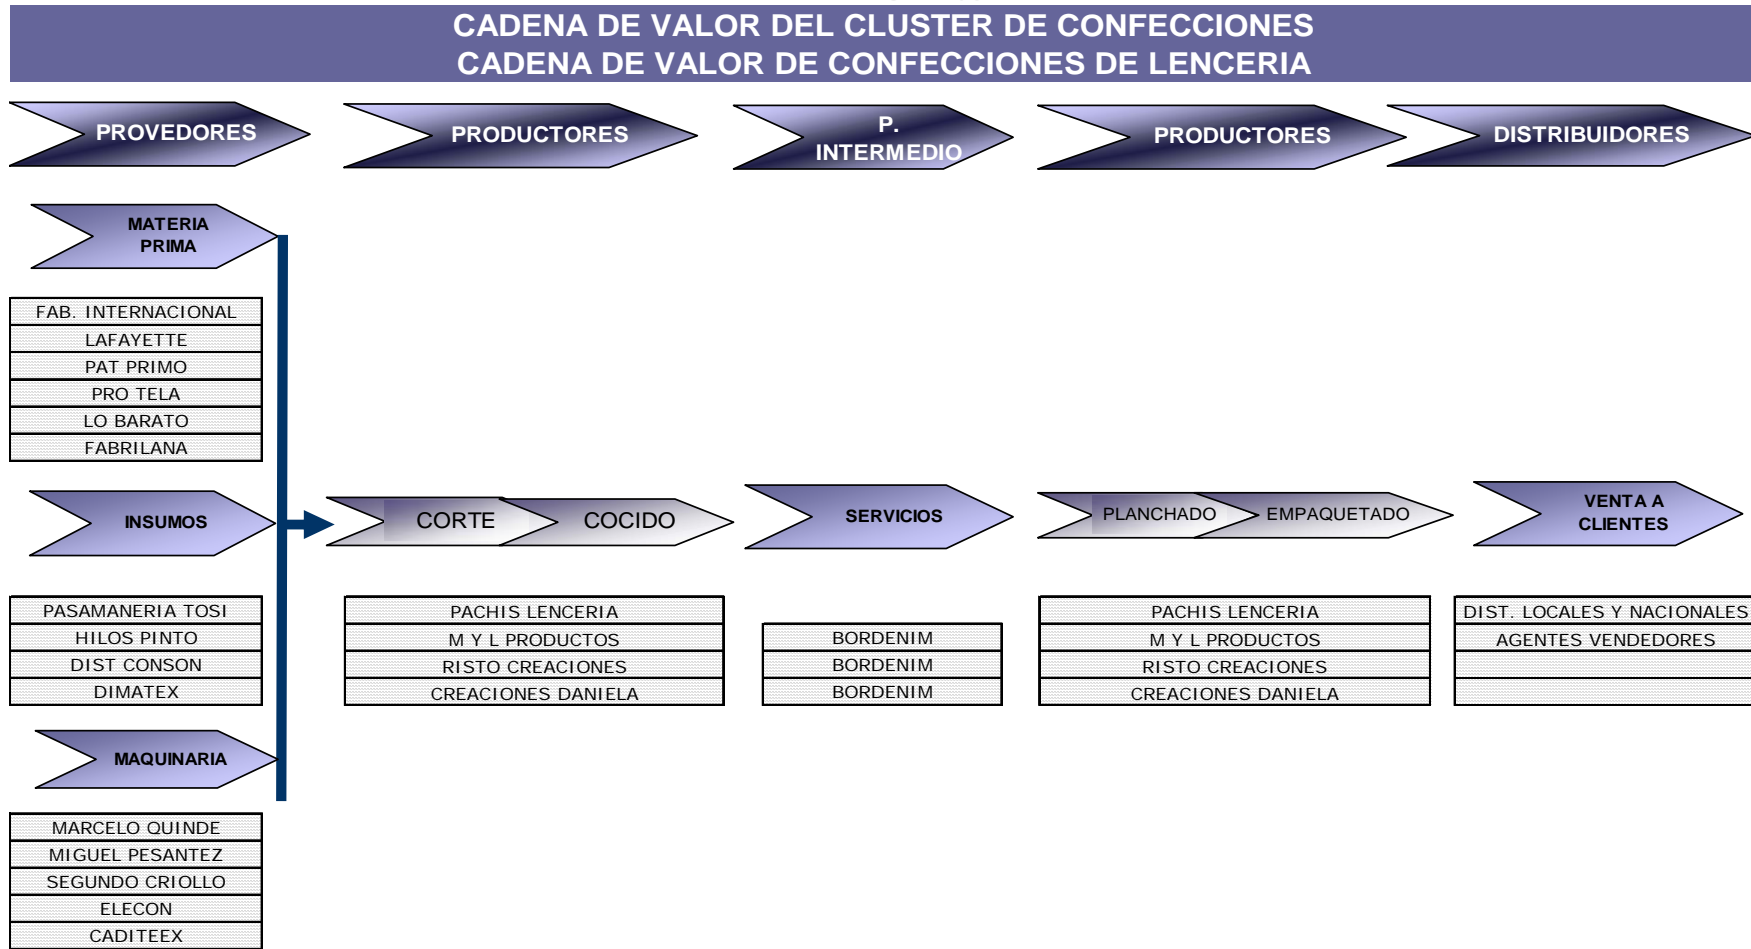 CADENA DE VALOR DEL CLUSTER DE CONFECCIONES
CADENA DE VALOR DE CONFECCIONES DE LENCERIA
PROVEDORES
PRODUCTORES
P.
INTERMEDIO
PRODUCTORES
DISTRIBUIDORES
MATERIA
PRIMA
FAB. INTERNACIONAL
LAFAYETTE
PAT PRIMO
PRO TELA
LO BARATO
FABRILANA
INSUMOS
CORTE
COCIDO
SERVICIOS
PLANCHADO
EMPAQUETADO
VENTA A
CLIENTES
PASAMANERIA TOSI
HILOS PINTO
DIST CONSON
DIMATEX
PACHIS LENCERIA
M Y L PRODUCTOS
RISTO CREACIONES
CREACIONES DANIELA
BORDENIM
BORDENIM
BORDENIM
PACHIS LENCERIA
M Y L PRODUCTOS
RISTO CREACIONES
CREACIONES DANIELA
DIST. LOCALES Y NACIONALES
AGENTES VENDEDORES
MAQUINARIA
MARCELO QUINDE
MIGUEL PESANTEZ
SEGUNDO CRIOLLO
ELECON
CADITEEX